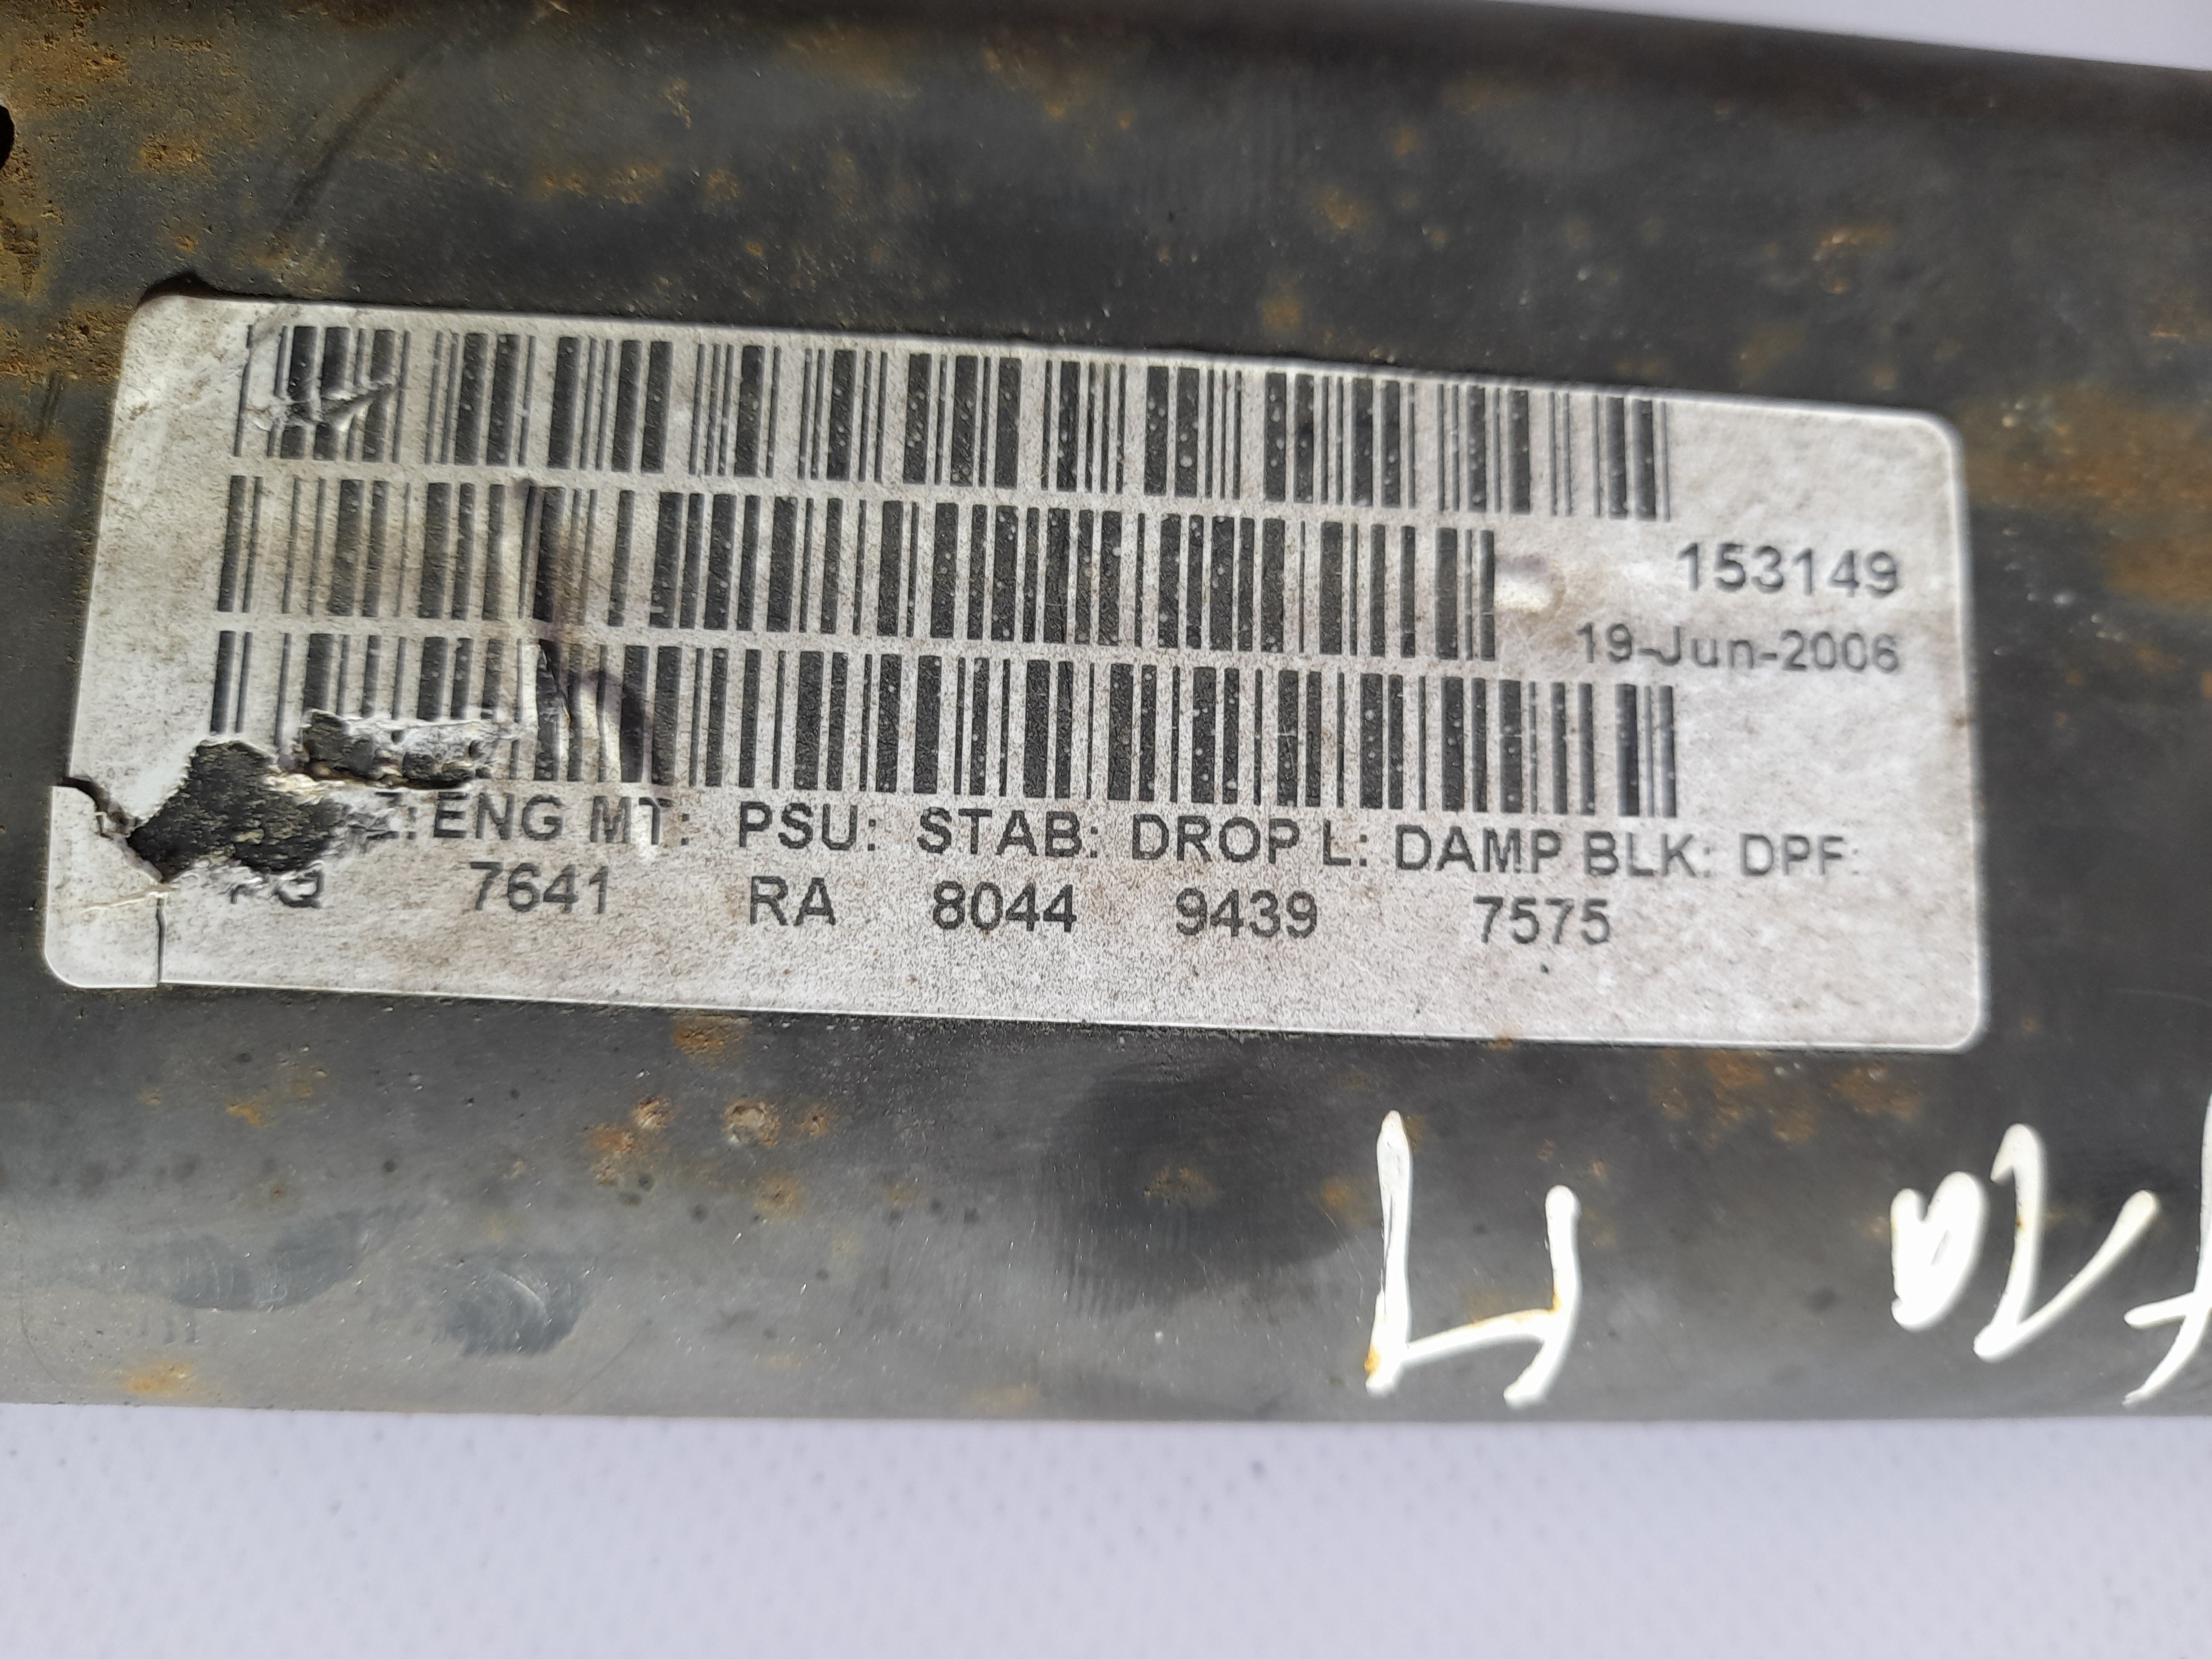 153149
19-Jun-2006
Z: ENG MT: PSU: STAB: DROP L: DAMP BLK: DPF:
Q 7641 RA 8044 9439 7575